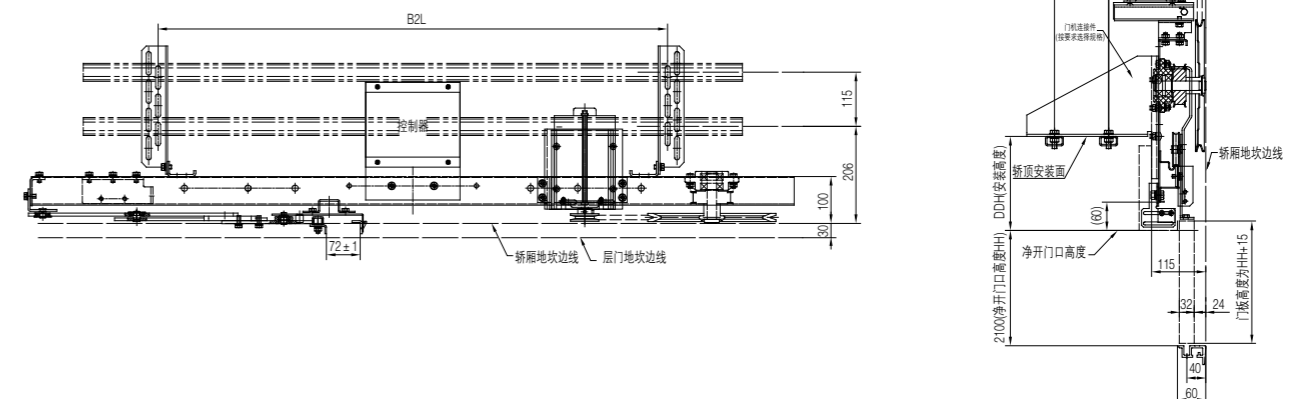 B2L
控制器
115
206
100
30
72±1
轿厢地坎边线
层门地坎边线
门机连接件
(按要求选择规格)
轿厢地坎边线
轿顶安装面
DDH(安装高度)
(60)
净开门口高度
115
2100(净开门口高度HH)
门板高度为HH+15
32
24
40
60